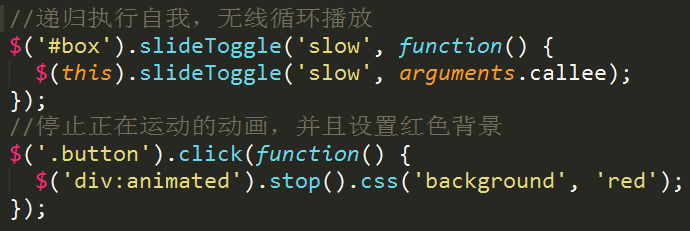 //递归执行自我，无线循环播放
$('#box').slideToggle('slow', function() {
  $(this).slideToggle('slow', arguments.callee);
});
//停止正在运动的动画，并且设置红色背景
$('.button').click(function() {
  $('div:animated').stop().css('background', 'red');
});